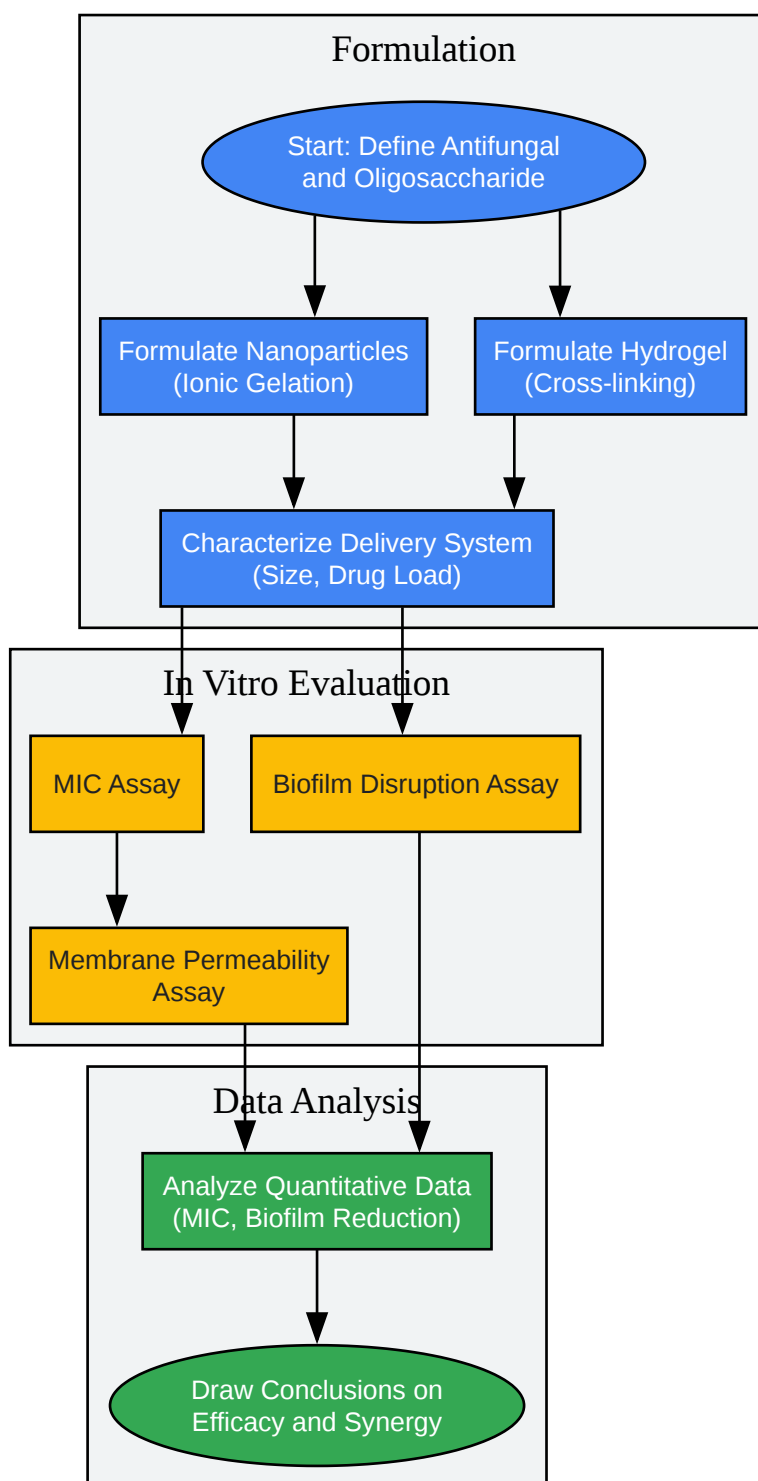 Formulation
Start: Define Antifungal
and Oligosaccharide
Formulate Nanoparticles
(Ionic Gelation)
Formulate Hydrogel
(Cross-linking)
Characterize Delivery System
(Size, Drug Load)
In Vitro Evaluation
MIC Assay
Biofilm Disruption Assay
Membrane Permeability
Assay
Data Analysis
Analyze Quantitative Data
(MIC, Biofilm Reduction)
Draw Conclusions on
Efficacy and Synergy